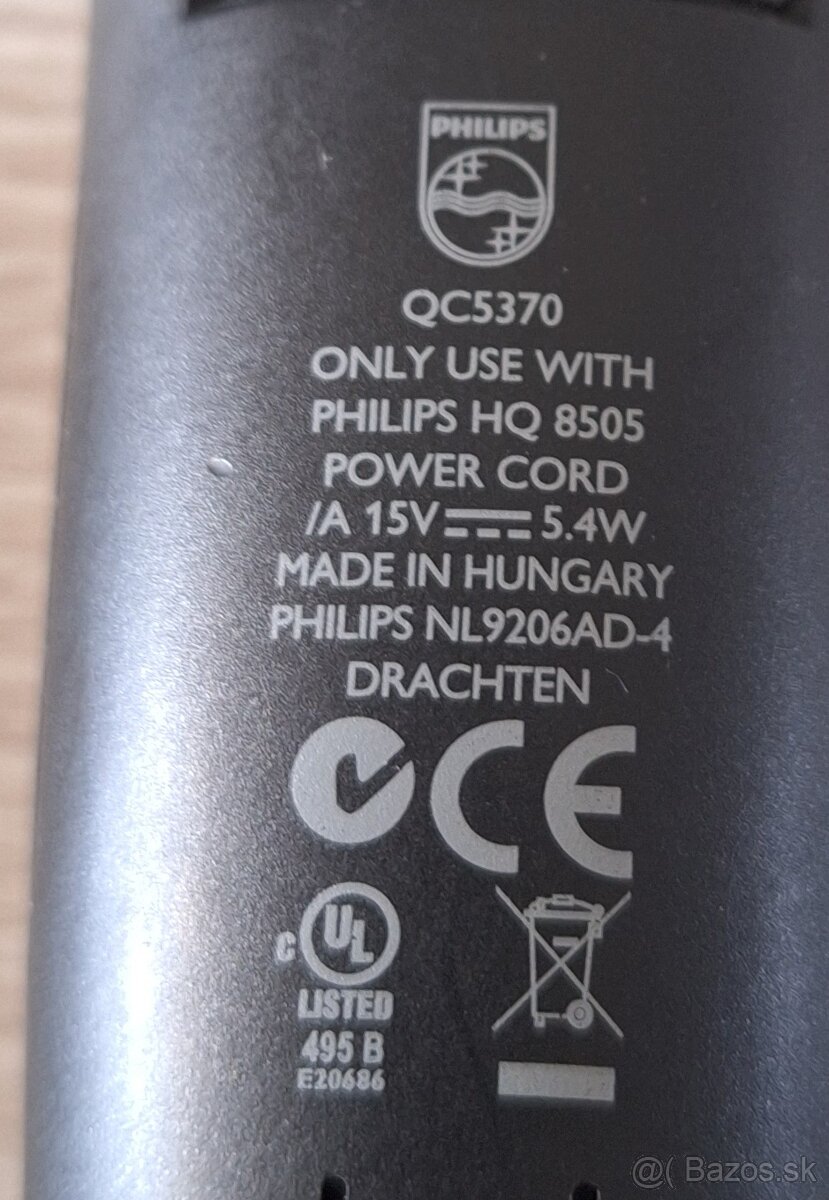 PHILIPS
QC5370
ONLY USE WITH
PHILIPS HQ 8505
POWER CORD
/A 15V 5.4W
MADE IN HUNGARY
PHILIPS NL9206AD-4
DRACHTEN
CE
c UL
LISTED
495 B
E20686
@( Bazos.sk